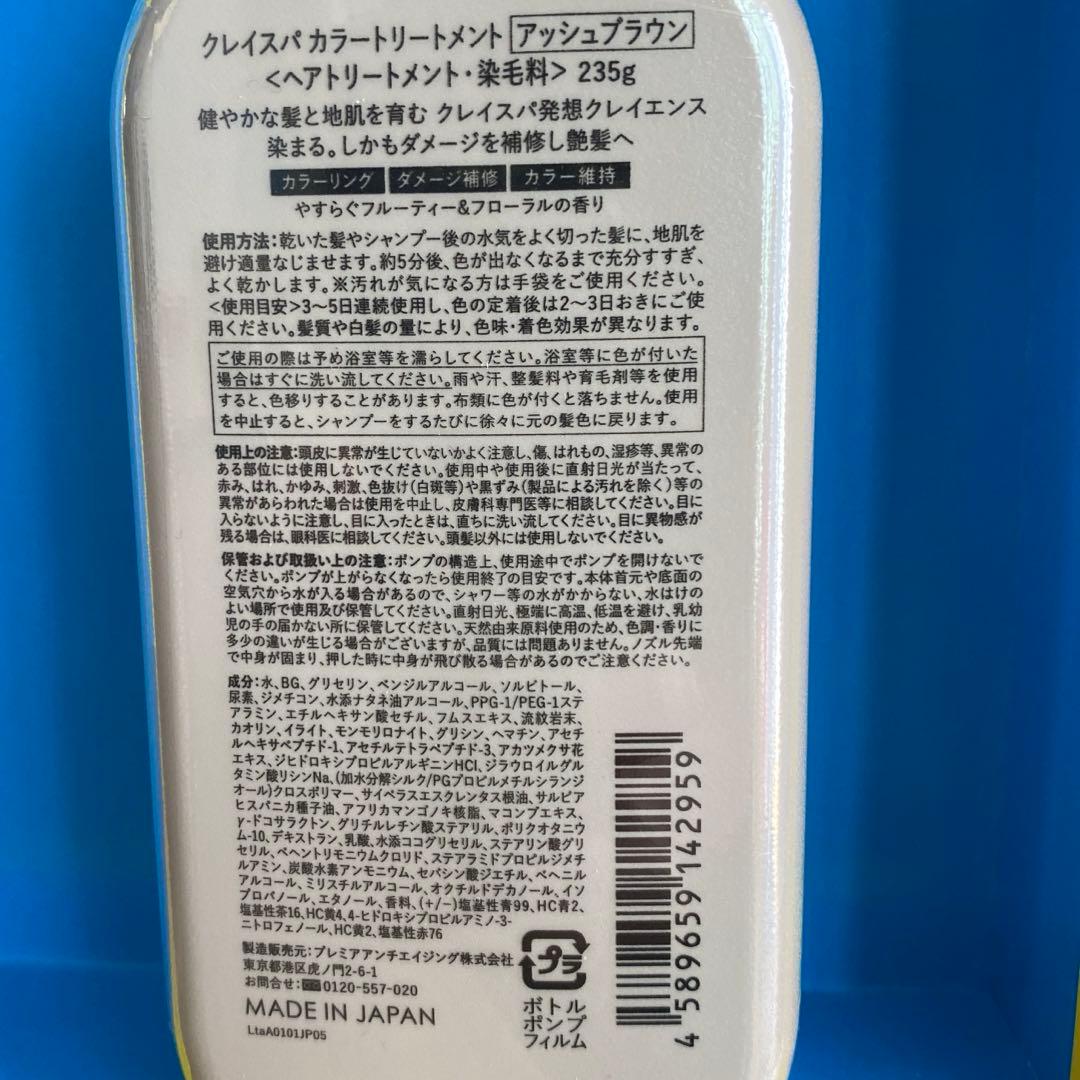 クレイスパ カラートリートメント アッシュブラウン
<ヘアトリートメント・染毛料> 235g
健やかな髪と地肌を育む クレイスパ発想クレイエンス
染まる。しかもダメージを補修し艶髪へ
カラーリング ダメージ補修 カラー維持
やすらぐフルーティー&フローラルの香り
使用方法:乾いた髪やシャンプー後の水気をよく切った髪に、地肌を
避け適量なじませます。約5分後、色が出なくなるまで充分すすぎ、
よく乾かします。※汚れが気になる方は手袋をご使用ください。
<使用目安>3〜5日連続使用し、色の定着後は2〜3日おきにご使
用ください。髪質や白髪の量により、色味・着色効果が異なります。
ご使用の際は予め浴室等を濡らしてください。浴室等に色が付いた
場合はすぐに洗い流してください。雨や汗、整髪料や育毛剤等を使用
すると、色移りすることがあります。布類に色が付くと落ちません。使用
を中止すると、シャンプーをするたびに徐々に元の髪色に戻ります。
使用上の注意:頭皮に異常が生じていないかよく注意し、傷、はれもの、湿疹等、異常の
ある部位には使用しないでください。使用中や使用後に直射日光が当たって、
赤み、はれ、かゆみ、刺激、色抜け(白斑等)や黒ずみ(製品による汚れを除く)等の
異常があらわれた場合は使用を中止し、皮膚科専門医等に相談してください。目に
入らないように注意し、目に入ったときは、直ちに洗い流してください。目に異物感が
残る場合は、眼科医に相談してください。頭髪以外には使用しないでください。
保管および取扱い上の注意:ポンプの構造上、使用途中でポンプを開けないで
ください。ポンプが上がらなくなったら使用終了の目安です。本体首元や底面の
空気穴から水が入る場合があるので、シャワー等の水がかからない、水はけの
よい場所で使用及び保管してください。直射日光、極端に高温、低温を避け、乳幼
児の手の届かない所に保管してください。天然由来原料使用のため、色調・香りに
多少の違いが生じる場合がございますが、品質には問題ありません。ノズル先端
で中身が固まり、押した時に中身が飛び散る場合があるのでご注意ください。
成分:水、BG、グリセリン、ベンジルアルコール、ソルビトール、
尿素、ジメチコン、水添ナタネ油アルコール、PPG-1/PEG-1ステ
アラミン、エチルヘキサン酸セチル、フムスエキス、流紋岩末、
カオリン、イライト、モンモリロナイト、グリシン、ヘマチン、アセチ
ルヘキサペプチド-1、アセチルテトラペプチド-3、アカツメクサ花
エキス、ジヒドロキシプロピルアルギニンHCl、ジラウロイルグル
タミン酸リシンNa、(加水分解シルク/PGプロピルメチルシランジ
オール)クロスポリマー、サイペラスエスクレンタス根油、サルビア
ヒスパニカ種子油、アフリカマンゴノキ核脂、マコンブエキス、
γ-ドコサラクトン、グリチルレチン酸ステアリル、ポリクオタニウ
ム-10、デキストラン、乳酸、水添ココグリセリル、ステアリン酸グリ
セリル、ベヘントリモニウムクロリド、ステアラミドプロピルジメチ
ルアミン、炭酸水素アンモニウム、セバシン酸ジエチル、ベヘニル
アルコール、ミリスチルアルコール、オクチルドデカノール、イソ
プロパノール、エタノール、香料、(+/−)塩基性青99、HC青2、
塩基性茶16、HC黄4、4-ヒドロキシプロピルアミノ-3-
ニトロフェノール、HC黄2、塩基性赤76
製造販売元:プレミアアンチエイジング株式会社
東京都港区虎ノ門2-6-1
お問合せ: 0120-557-020
MADE IN JAPAN
LtaA0101JP05
プラ
ボトル
ポンプ
フィルム
4 589659 142959